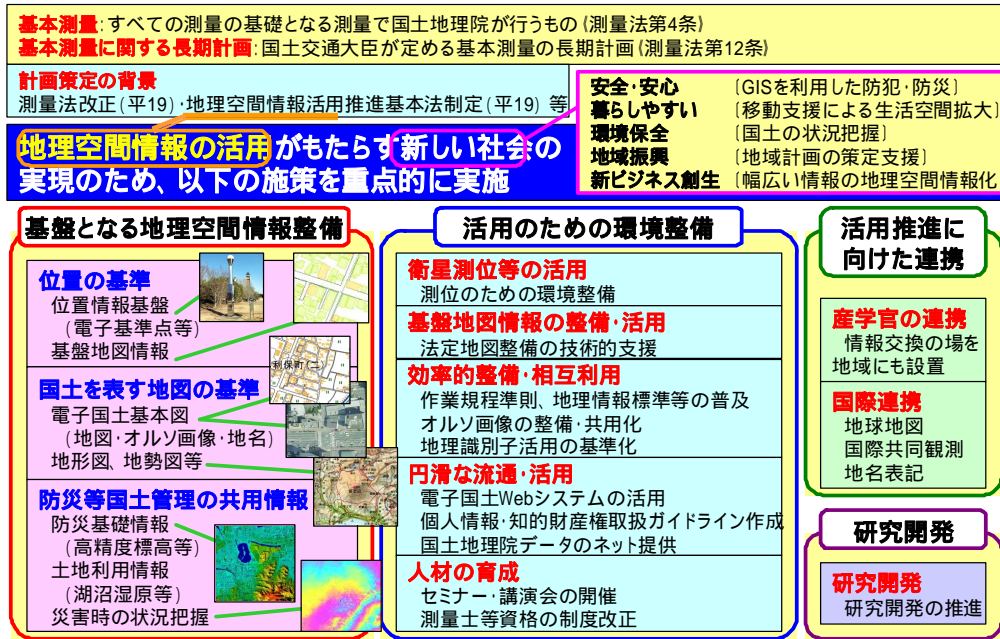 基本測量:すべての測量の基礎となる測量で国土地理院が行うもの(測量法第4条)
基本測量に関する長期計画:国土交通大臣が定める基本測量の長期計画(測量法第12条)
計画策定の背景
測量法改正(平19)・地理空間情報活用推進基本法制定(平19) 等
安全・安心 〔GISを利用した防犯・防災〕
暮らしやすい 〔移動支援による生活空間拡大〕
環境保全 〔国土の状況把握〕
地域振興 〔地域計画の策定支援〕
新ビジネス創生 〔幅広い情報の地理空間情報化
地理空間情報の活用がもたらす新しい社会の
実現のため、以下の施策を重点的に実施
基盤となる地理空間情報整備
位置の基準
位置情報基盤
(電子基準点等)
基盤地図情報
国土を表す地図の基準
電子国土基本図
(地図・オルソ画像・地名)
地形図、地勢図等
利保町(二)
防災等国土管理の共用情報
防災基礎情報
(高精度標高等)
土地利用情報
(湖沼湿原等)
災害時の状況把握
活用のための環境整備
衛星測位等の活用
測位のための環境整備
基盤地図情報の整備・活用
法定地図整備の技術的支援
効率的整備・相互利用
作業規程準則、地理情報標準等の普及
オルソ画像の整備・共用化
地理識別子活用の基準化
円滑な流通・活用
電子国土Webシステムの活用
個人情報・知的財産権取扱ガイドライン作成
国土地理院データのネット提供
人材の育成
セミナー・講演会の開催
測量士等資格の制度改正
活用推進に
向けた連携
産学官の連携
情報交換の場を
地域にも設置
国際連携
地球地図
国際共同観測
地名表記
研究開発
研究開発
研究開発の推進